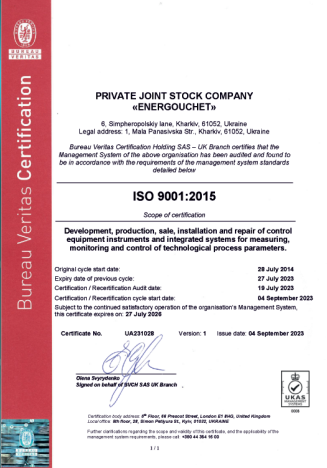 BUREAU
VERITAS
Bureau Veritas Certification
PRIVATE JOINT STOCK COMPANY
«ENERGOUCHET»
6, Simpheropolskiy lane, Kharkiv, 61052, Ukraine
Legal address: 1, Mala Panasivska Str., Kharkiv, 61052, Ukraine
Bureau Veritas Certification Holding SAS – UK Branch certifies that the
Management System of the above organisation has been audited and found to
be in accordance with the requirements of the management system standards
detailed below
ISO 9001:2015
Scope of certification
Development, production, sale, installation and repair of control
equipment instruments and integrated systems for measuring,
monitoring and control of technological process parameters.
Original cycle start date: 28 July 2014
Expiry date of previous cycle: 27 July 2023
Certification / Recertification Audit date: 19 July 2023
Certification / Recertification cycle start date: 04 September 2023
Subject to the continued satisfactory operation of the organisation's Management System,
this certificate expires on: 27 July 2026
Certificate No. UA231028 Version: 1 Issue date: 04 September 2023
Olena Svyrydenko
Signed on behalf of BVCH SAS UK Branch
UKAS
MANAGEMENT
SYSTEMS
0008
Certification body address: 5th Floor, 66 Prescot Street, London E1 8HG, United Kingdom
Local office: 8th floor, 28, Simon Petljura St., Kyiv, 01032, UKRAINE
Further clarifications regarding the scope and validity of this certificate, and the applicability of the
management system requirements, please call: +380 44 364 16 03
1 / 1